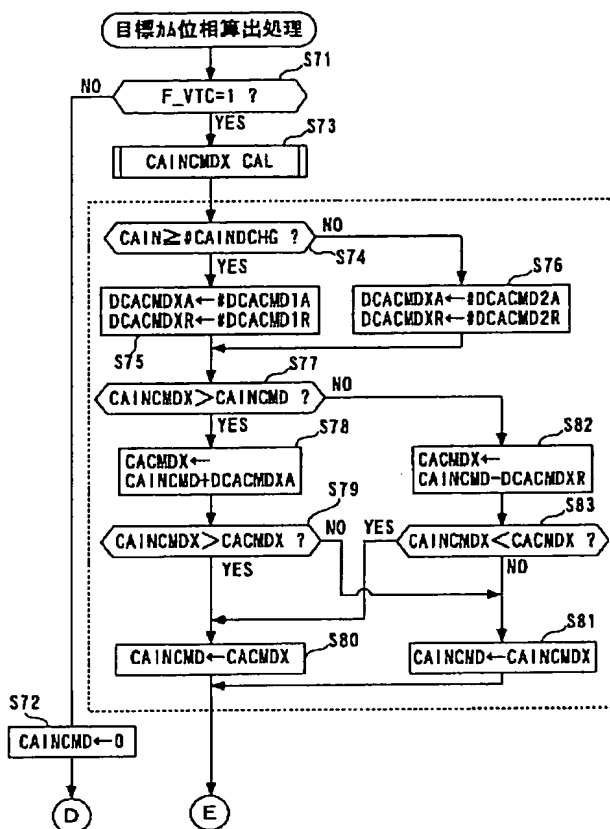 目標カム位相算出処理
S71
NO
F_VTC=1 ?
YES
S73
CAINCMDX CAL
CAIN≧#CAINDCHG ?
NO
S74
YES
S76
DCACMDXA←#DCACMD1A
DCACMDXR←#DCACMD1R
DCACMDXA←#DCACMD2A
DCACMDXR←#DCACMD2R
S75
S77
CAINCMDX>CAINCMD ?
NO
YES
S78
S82
CACMDX←
CAINCMD+DCACMDXA
CACMDX←
CAINCMD-DCACMDXR
S79
S83
CAINCMDX>CACMDX ?
NO
YES
CAINCMDX<CACMDX ?
YES
NO
S80
S81
CAINCMD←CACMDX
CAINCMD←CAINCMDX
S72
CAINCMD←0
D
E